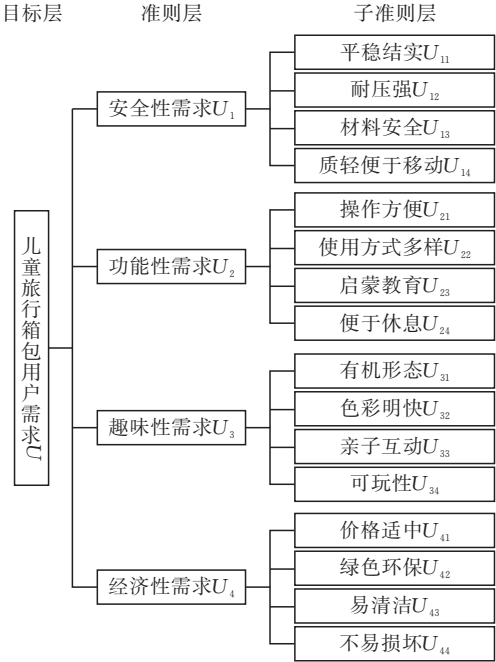 目标层 准则层 子准则层
儿童旅行箱包用户需求U
安全性需求U₁
平稳结实U₁₁
耐压强U₁₂
材料安全U₁₃
质轻便于移动U₁₄
功能性需求U₂
操作方便U₂₁
使用方式多样U₂₂
启蒙教育U₂₃
便于休息U₂₄
趣味性需求U₃
有机形态U₃₁
色彩明快U₃₂
亲子互动U₃₃
可玩性U₃₄
经济性需求U₄
价格适中U₄₁
绿色环保U₄₂
易清洁U₄₃
不易损坏U₄₄